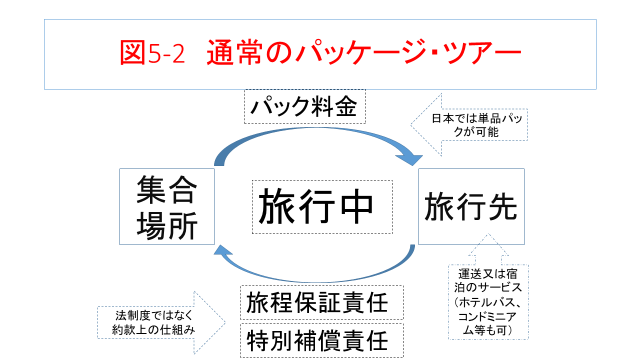 図5-2 通常のパッケージ・ツアー
パック料金
日本では単品パッ
クが可能
集合
場所
旅行中
旅行先
旅程保証責任
特別補償責任
法制度ではなく
約款上の仕組み
運送又は宿
泊のサービス
(ホテルバス、
コンドミニア
ム等も可)